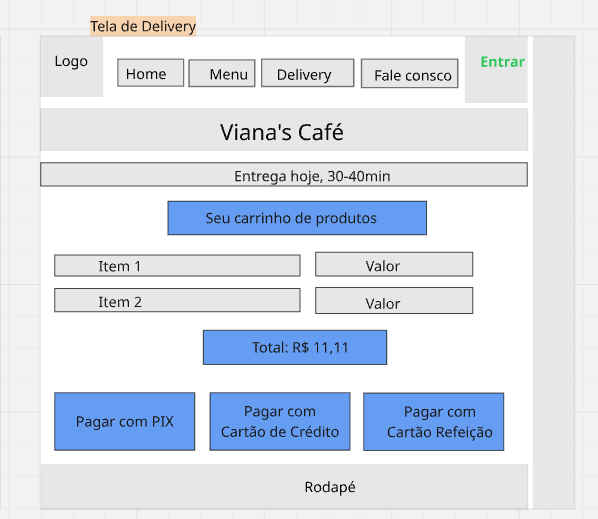 Tela de Delivery
Logo
Home
Menu
Delivery
Fale consco
Entrar
Viana's Café
Entrega hoje, 30-40min
Seu carrinho de produtos
Item 1
Valor
Item 2
Valor
Total: R$ 11,11
Pagar com PIX
Pagar com
Cartão de Crédito
Pagar com
Cartão Refeição
Rodapé